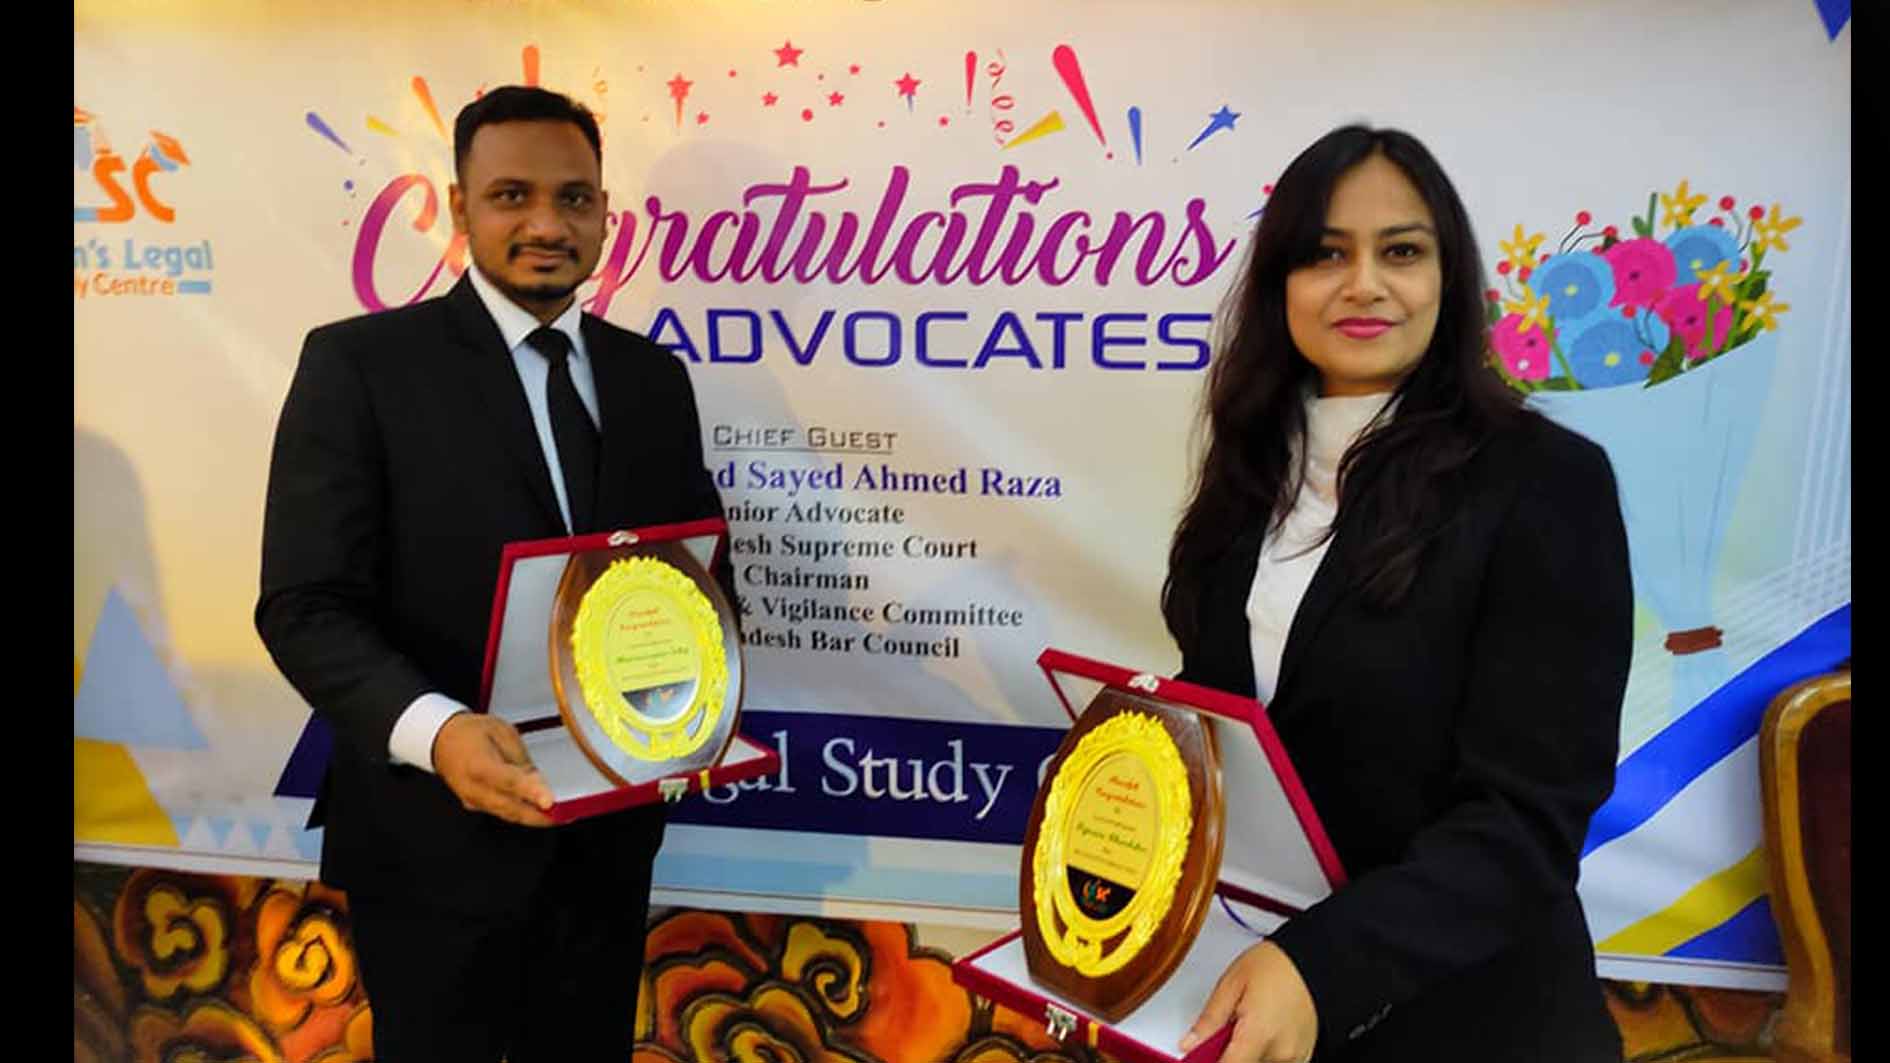 SC
n's Legal
y Centre
Congratulations
ADVOCATES
CHIEF GUEST
d Sayed Ahmed Raza
nior Advocate
esh Supreme Court
Chairman
& Vigilance Committee
adesh Bar Council
gal Study